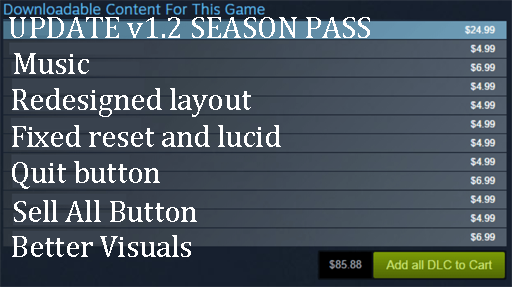 Downloadable Content For This Game
UPDATE v1.2 SEASON PASS $24.99
$4.99
Music $6.99
$4.99
Redesigned layout $4.99
$4.99
Fixed reset and lucid $4.99
$4.99
Quit button $6.99
$4.99
Sell All Button $4.99
Better Visuals $6.99
$85.88 Add all DLC to Cart